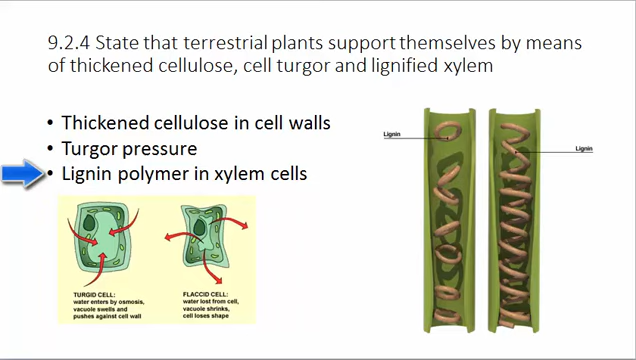 9.2.4 State that terrestrial plants support themselves by means
of thickened cellulose, cell turgor and lignified xylem
• Thickened cellulose in cell walls
• Turgor pressure
• Lignin polymer in xylem cells
Lignin
Lignin
TURGID CELL:
water enters by osmosis,
vacuole swells and
pushes against cell wall
FLACCID CELL:
water lost from cell,
vacuole shrinks,
cell loses shape